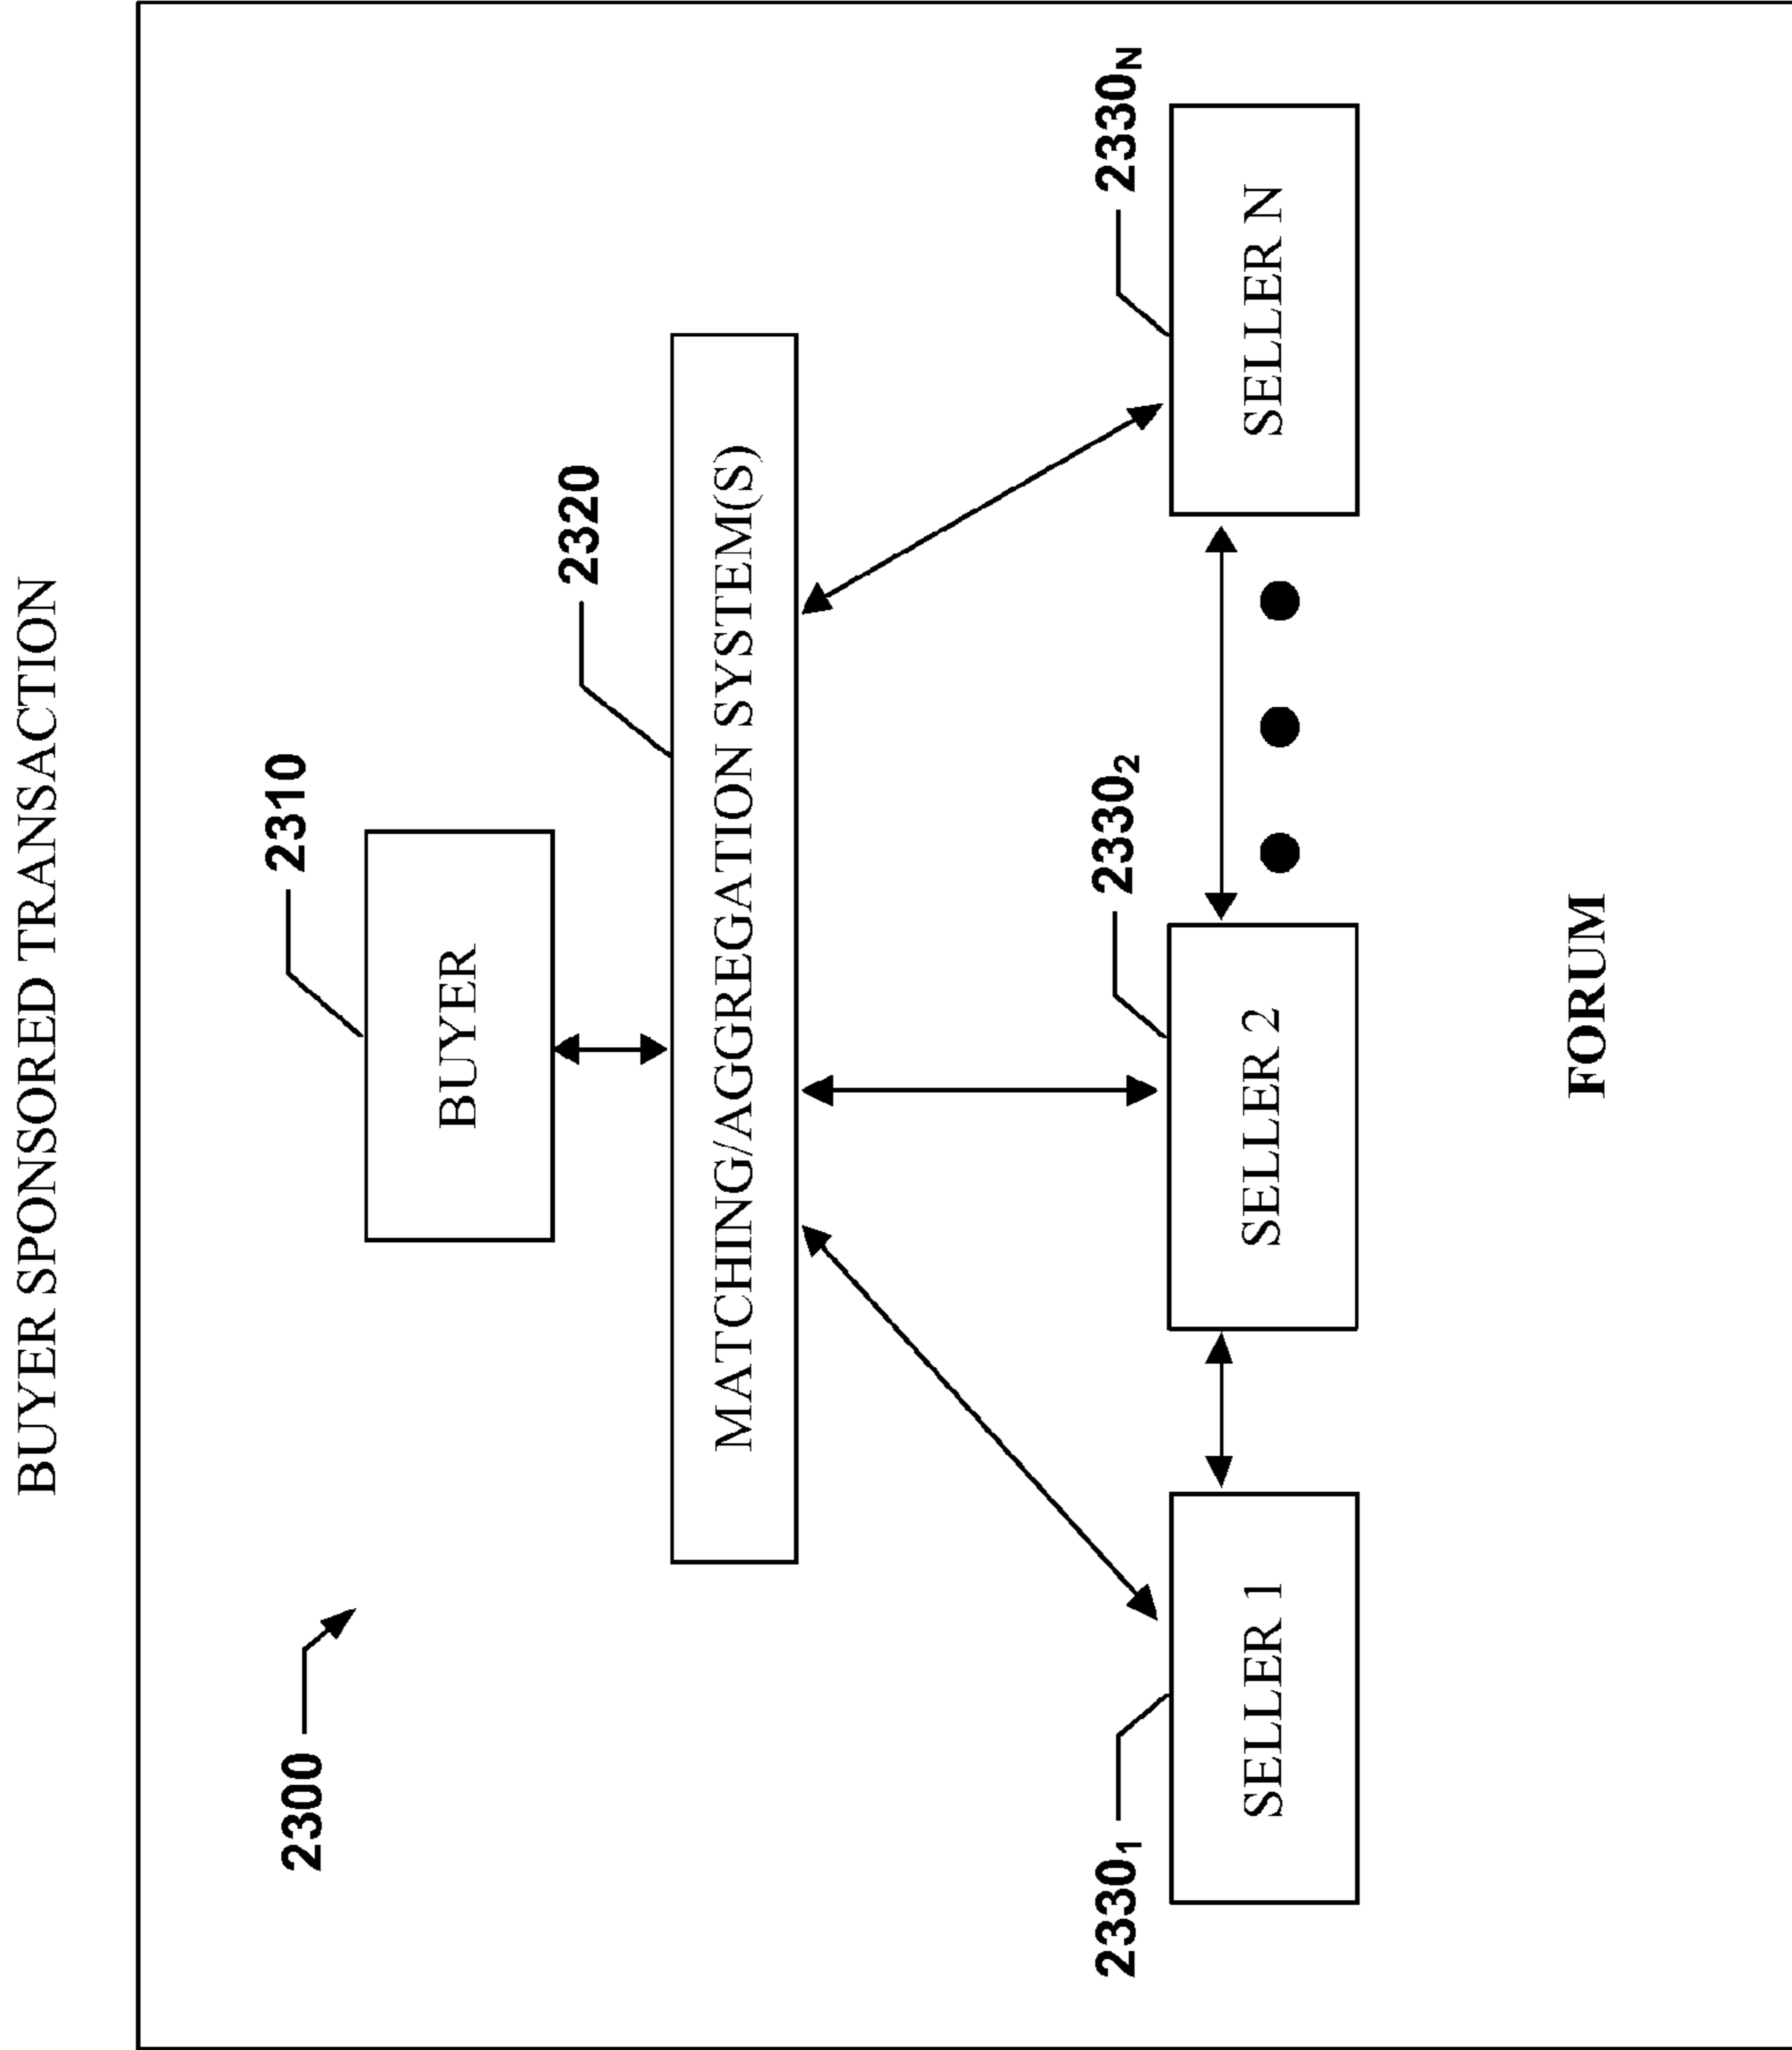 BUYER SPONSORED TRANSACTION
2300
2310
BUYER
2320
MATCHING/AGGREGATION SYSTEM(S)
2330₁
2330₂
2330N
SELLER 1
SELLER 2
SELLER N
FORUM